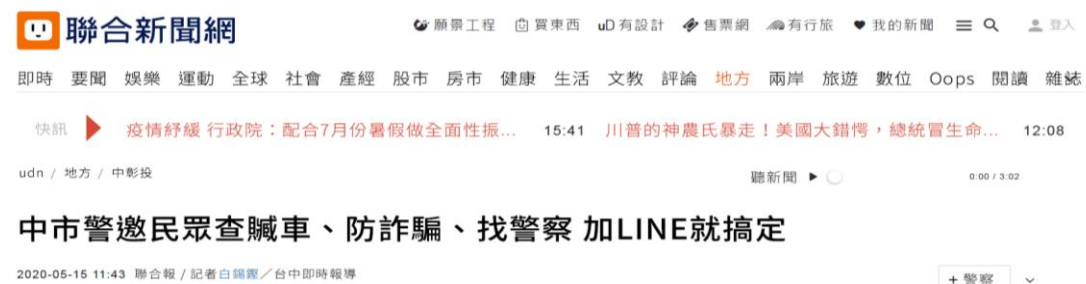 聯合新聞網 願景工程 買東西 uD有設計 售票網 有行旅 我的新聞 登入
即時 要聞 娛樂 運動 全球 社會 產經 股市 房市 健康 生活 文教 評論 地方 兩岸 旅遊 數位 Oops 閱讀 雜誌
快訊 疫情紓緩 行政院：配合7月份暑假做全面性振... 15:41 川普的神農氏暴走！美國大錯愕，總統冒生命... 12:08
udn / 地方 / 中彰投 聽新聞 0:00 / 3:02
中市警邀民眾查贓車、防詐騙、找警察 加LINE就搞定
2020-05-15 11:43 聯合報 / 記者白錫鏗／台中即時報導 + 警察